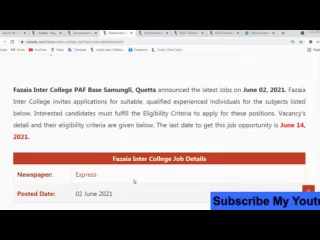 Fazaia Inter College PAF Base Samungli, Quetta announced the latest Jobs on June 02, 2021. Fazaia
Inter College invites applications for suitable, qualified experienced individuals for the subjects listed
below. Interested candidates must fulfill the Eligibility Criteria to apply for these positions. Vacancy's
detail and their eligibility criteria are given below. The last date to get this job opportunity is June 14,
2021.
Fazaia Inter College Job Details
Newspaper: Express
Posted Date: 02 June 2021
Subscribe My Youtu